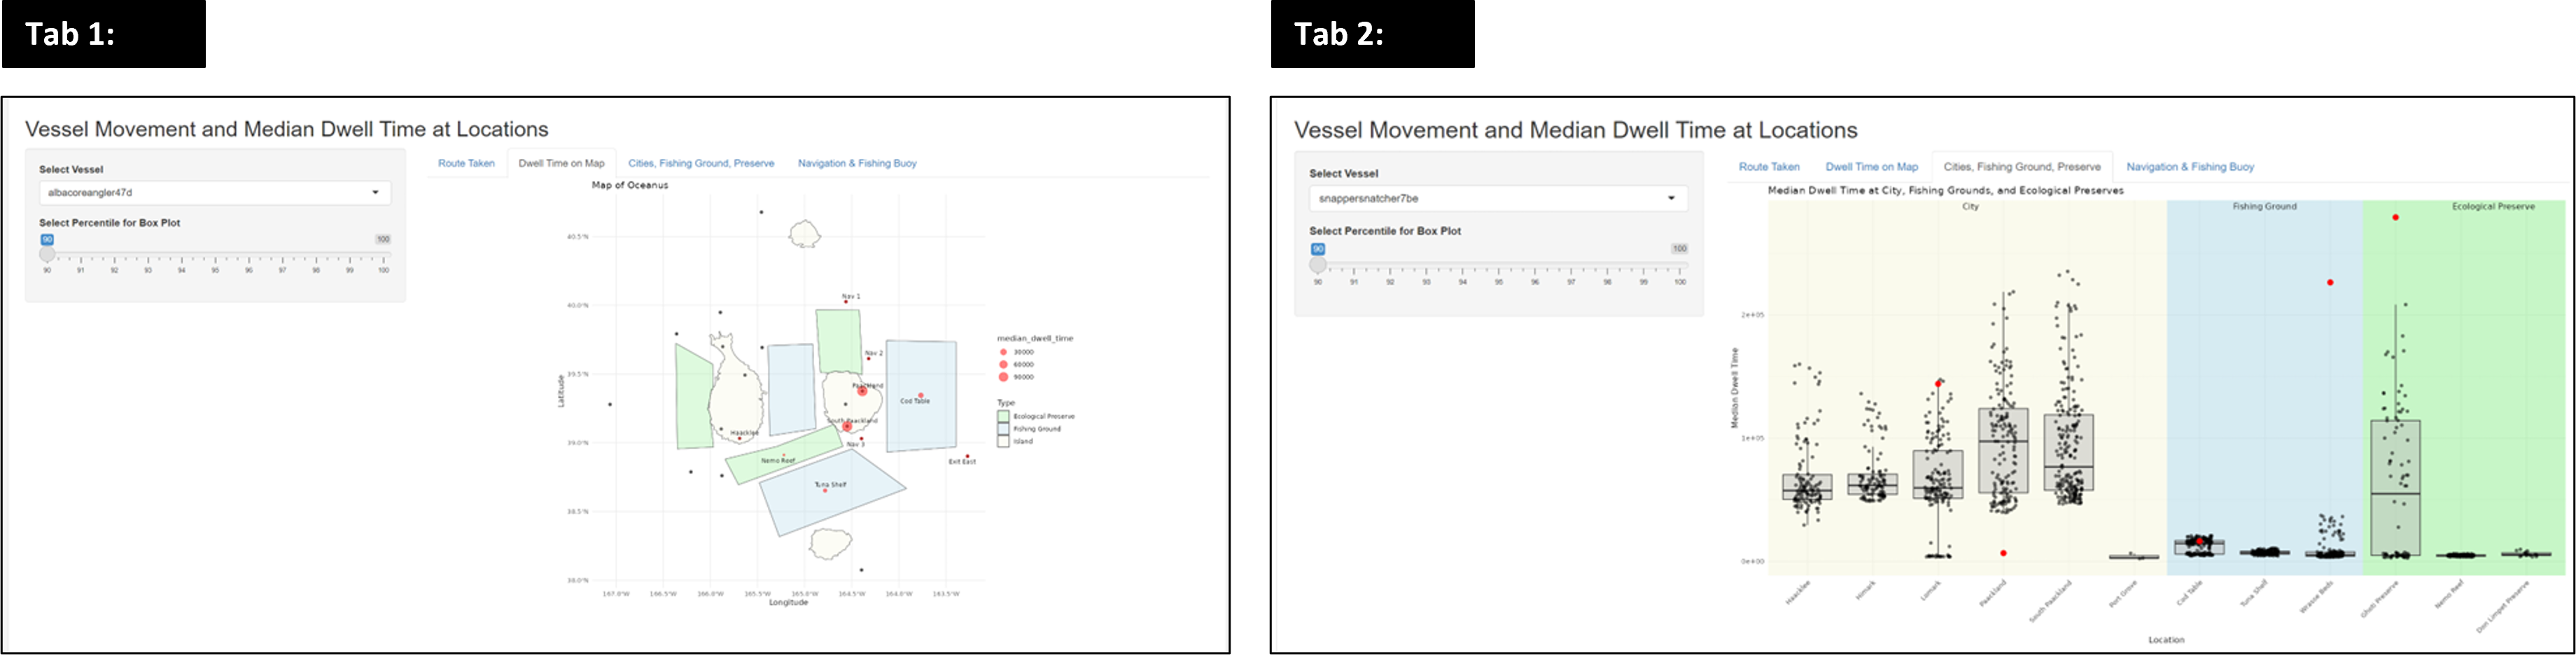 Tab 1:
Vessel Movement and Median Dwell Time at Locations
Select Vessel
albacoreangler47d
Select Percentile for Box Plot
90 100
90 91 92 93 94 95 96 97 98 99 100
Route Taken Dwell Time on Map Cities, Fishing Ground, Preserve Navigation & Fishing Buoy
Map of Oceanus
40.5°N
40.0°N
39.5°N
39.0°N
38.5°N
38.0°N
Latitude
Nav 1
Nav 2
Paackland
Cod Table
South Paackland
Haacklee
Nav 3
Nemo Reef
Exit East
Tuna Shelf
167.0°W 166.5°W 166.0°W 165.5°W 165.0°W 164.5°W 164.0°W 163.5°W
Longitude
median_dwell_time
30000
60000
90000
Type
Ecological Preserve
Fishing Ground
Island
Tab 2:
Vessel Movement and Median Dwell Time at Locations
Select Vessel
snappersnatcher7be
Select Percentile for Box Plot
90 100
90 91 92 93 94 95 96 97 98 99 100
Route Taken Dwell Time on Map Cities, Fishing Ground, Preserve Navigation & Fishing Buoy
Median Dwell Time at City, Fishing Grounds, and Ecological Preserves
City Fishing Ground Ecological Preserve
2e+05
1e+05
0e+00
Median Dwell Time
Haacklee Himark Lomark Paackland South Paackland Port Grove Cod Table Tuna Shelf Wrasse Beds Ghoti Preserve Nemo Reef Don Limpet Preserve
Location